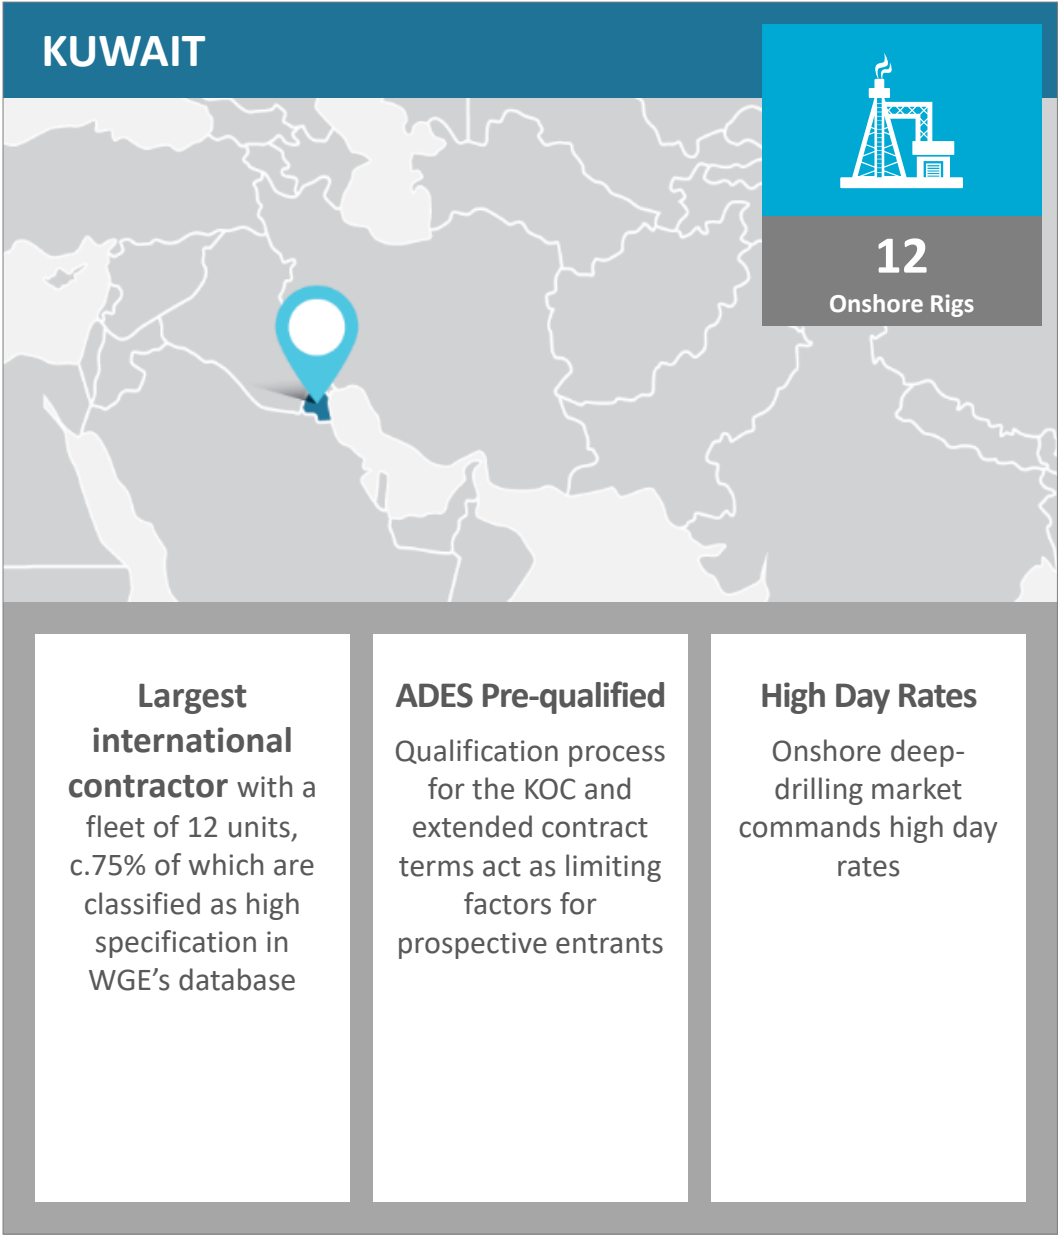 KUWAIT
12
Onshore Rigs
Largest
international
contractor with a
fleet of 12 units,
c.75% of which are
classified as high
specification in
WGE’s database
ADES Pre-qualified
Qualification process
for the KOC and
extended contract
terms act as limiting
factors for
prospective entrants
High Day Rates
Onshore deep-
drilling market
commands high day
rates